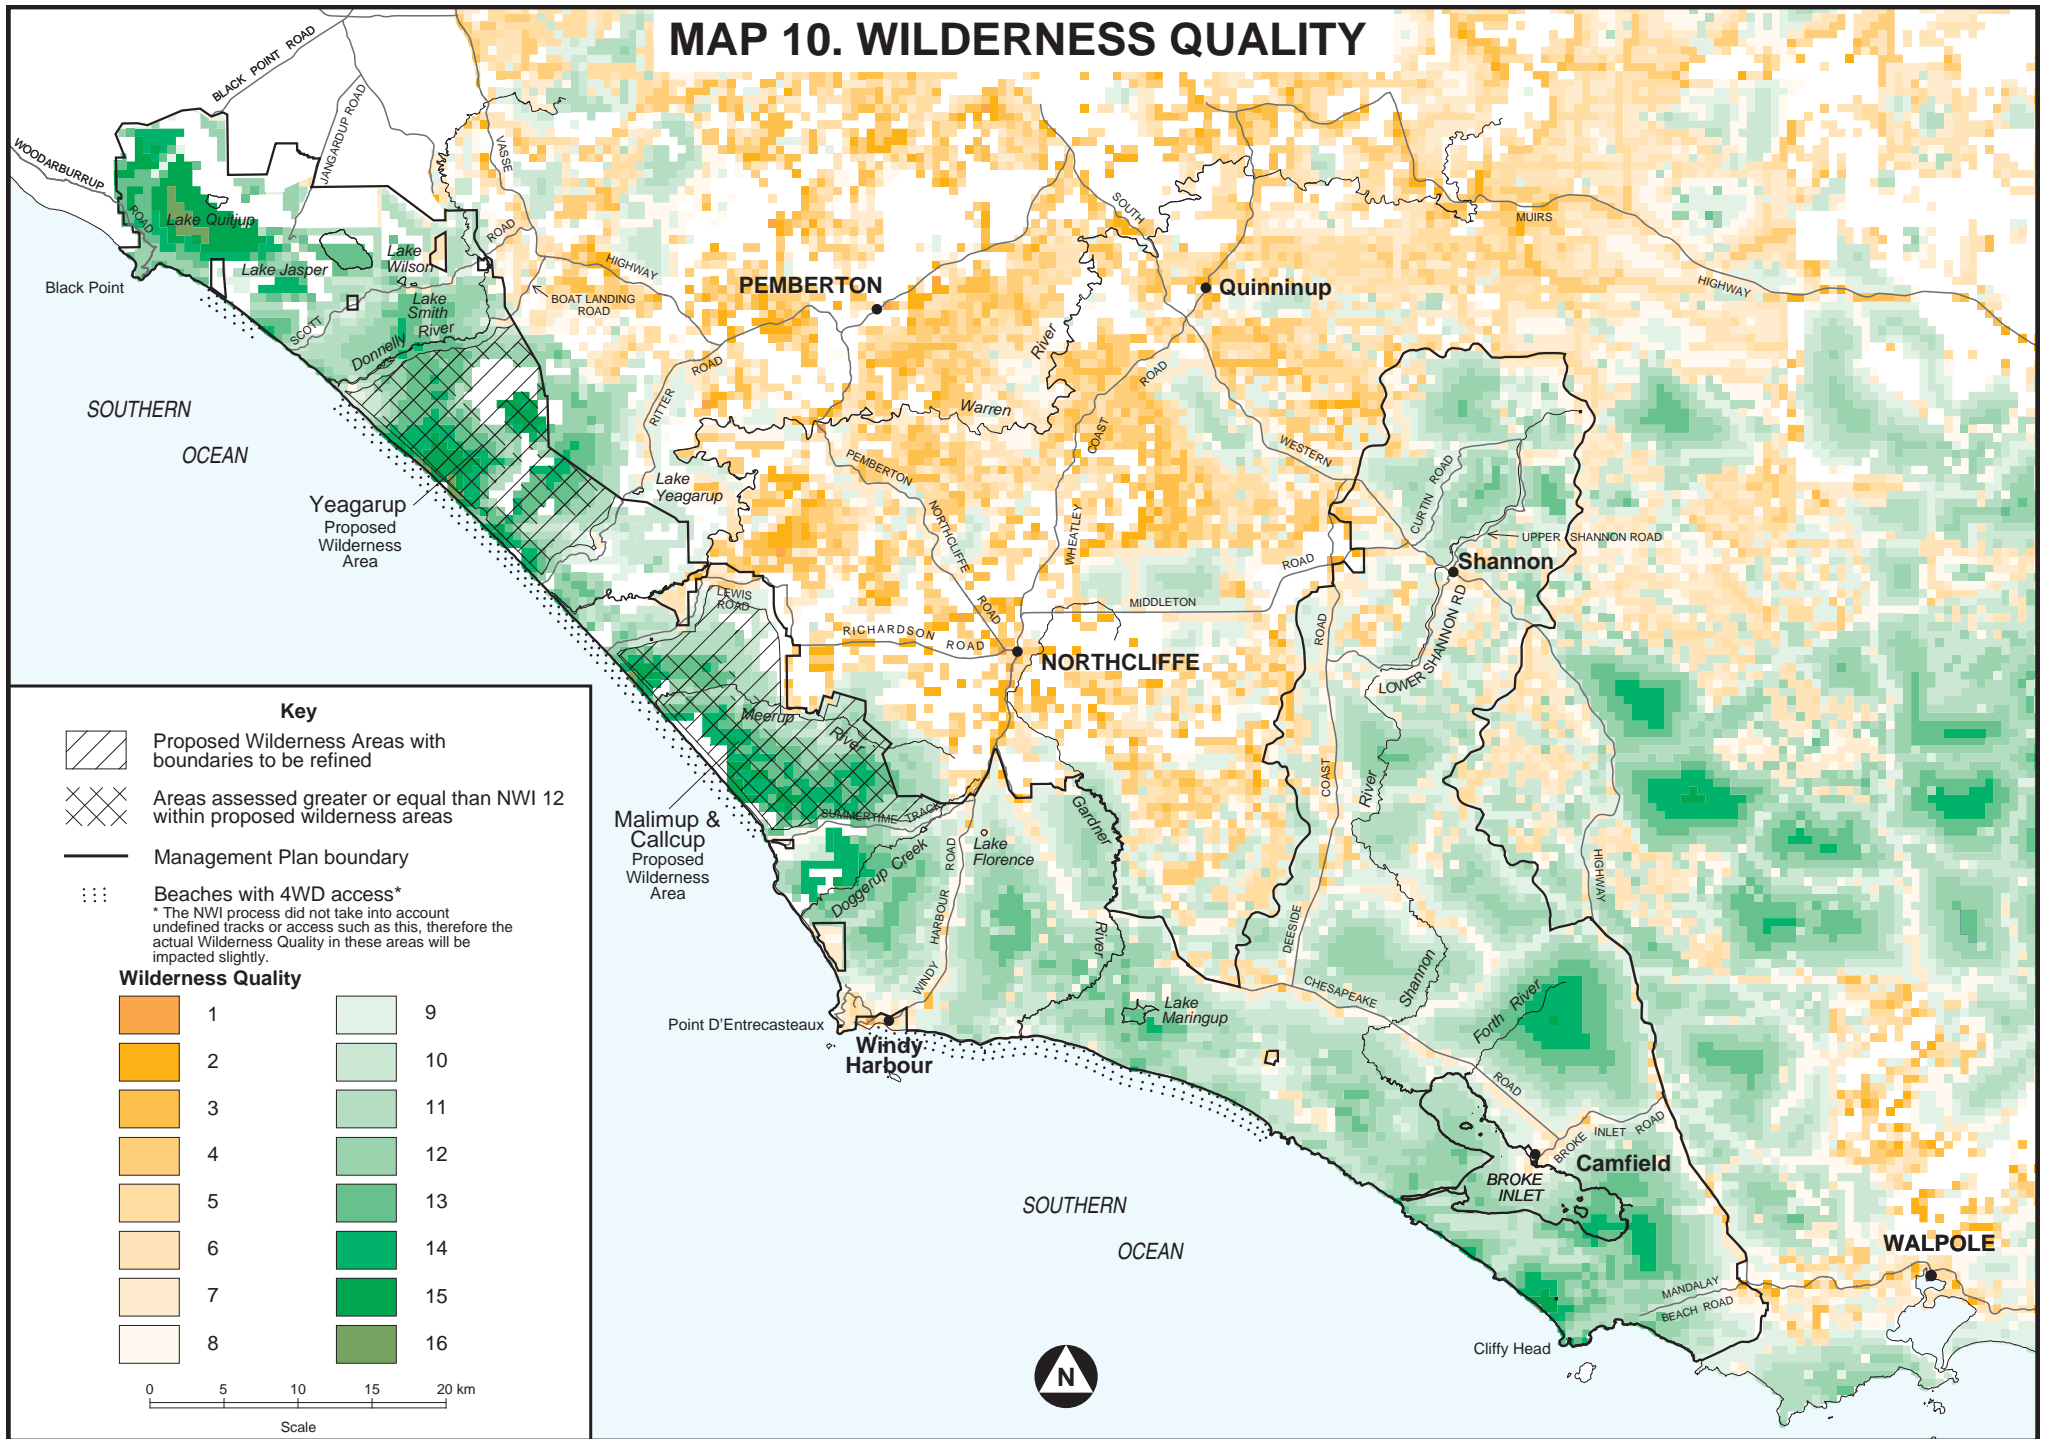 MAP 10. WILDERNESS QUALITY
BLACK POINT ROAD
JANGARDUP ROAD
WOODARBURRUP
ROAD
VASSE
ROAD
HIGHWAY
Lake Quitjup
Lake Jasper
Lake
Wilson
Lake
Smith
Black Point
SCOTT
Donnelly
River
BOAT LANDING
ROAD
PEMBERTON
Quinninup
SOUTH
MUIRS
HIGHWAY
River
ROAD
RITTER
ROAD
COAST
Warren
WESTERN
SOUTHERN
OCEAN
PEMBERTON
NORTHCLIFFE
ROAD
WHEATLEY
Lake
Yeagarup
CURTIN ROAD
UPPER SHANNON ROAD
Shannon
Yeagarup
Proposed
Wilderness
Area
LEWIS
ROAD
RICHARDSON
ROAD
NORTHCLIFFE
MIDDLETON
ROAD
ROAD
LOWER SHANNON RD
Meerup
River
COAST
River
HIGHWAY
Key
Proposed Wilderness Areas with
boundaries to be refined
Areas assessed greater or equal than NWI 12
within proposed wilderness areas
Management Plan boundary
Beaches with 4WD access*
* The NWI process did not take into account
undefined tracks or access such as this, therefore the
actual Wilderness Quality in these areas will be
impacted slightly.
Wilderness Quality
1
2
3
4
5
6
7
8
9
10
11
12
13
14
15
16
0 5 10 15 20 km
Scale
Malimup &
Callcup
Proposed
Wilderness
Area
SUMMERTIME TRACK
Doggerup Creek
Lake
Florence
Gardner
River
WINDY
HARBOUR
ROAD
DEESIDE
CHESAPEAKE
Shannon
Forth River
Lake
Maringup
Point D'Entrecasteaux
Windy
Harbour
ROAD
BROKE
INLET
ROAD
Camfield
BROKE
INLET
SOUTHERN
OCEAN
WALPOLE
MANDALAY
BEACH ROAD
Cliffy Head
N